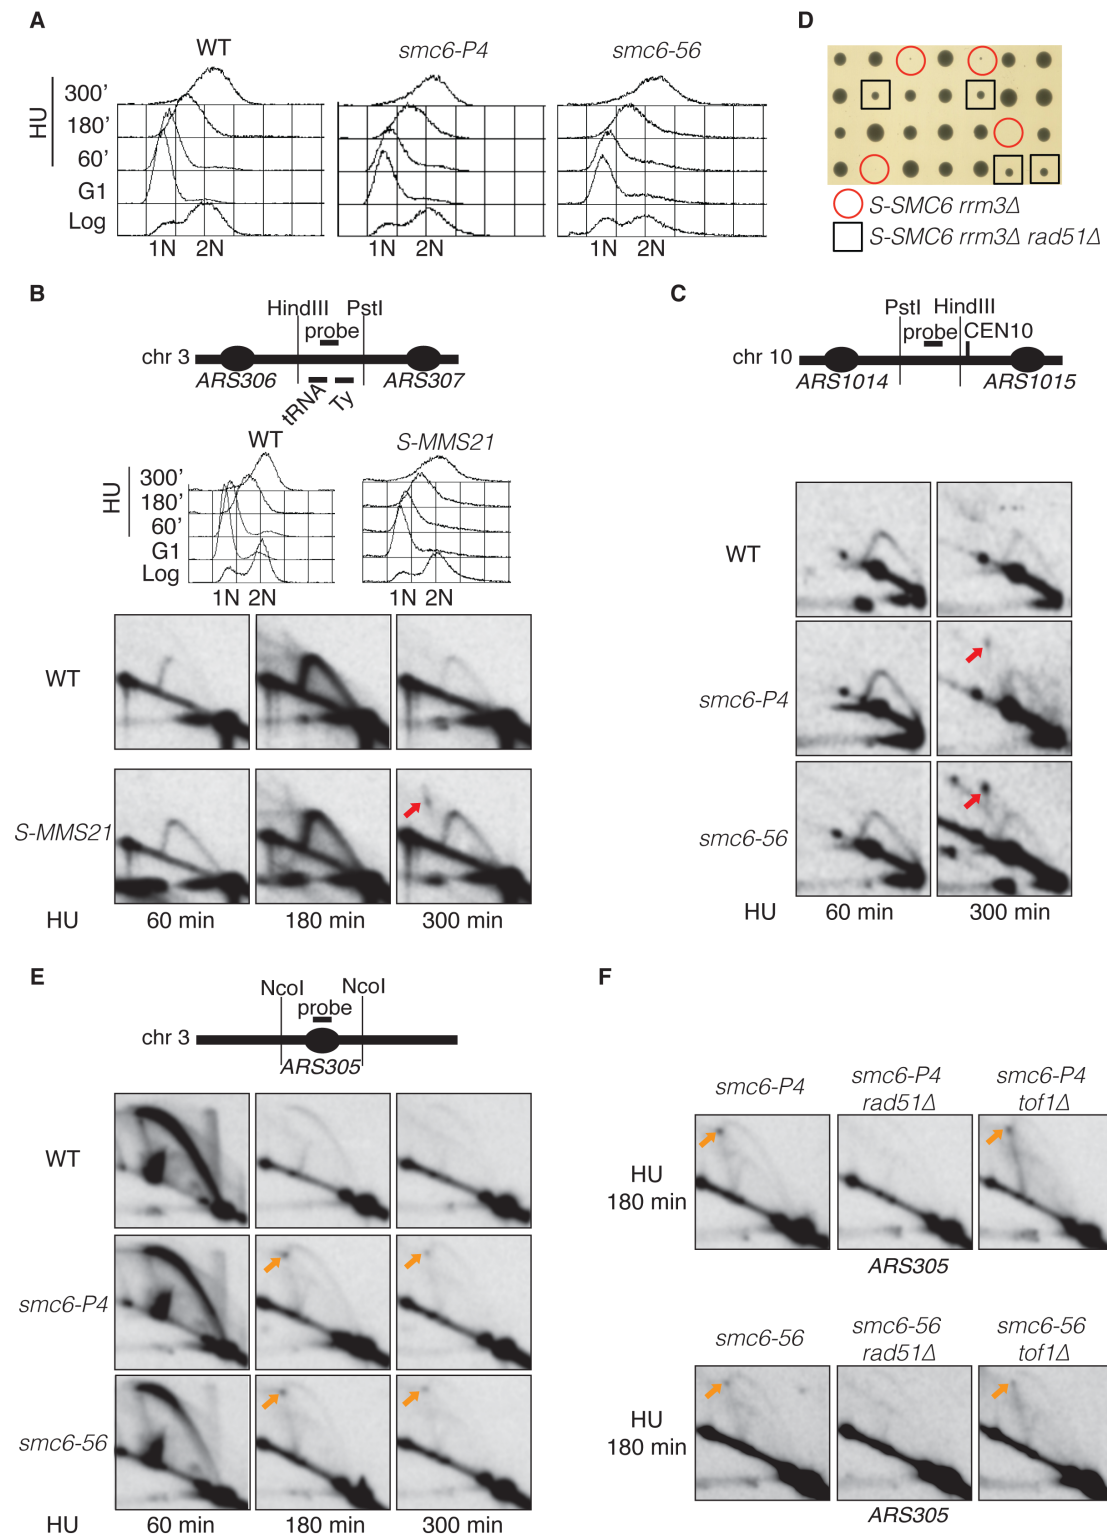 A
WT
smc6-P4
smc6-56
HU
300'
180'
60'
G1
Log
1N 2N
1N 2N
1N 2N
D
S-SMC6 rrm3Δ
S-SMC6 rrm3Δ rad51Δ
B
HindIII PstI
probe
chr 3
ARS306
ARS307
tRNA
Ty
WT
S-MMS21
HU
300'
180'
60'
G1
Log
1N 2N
1N 2N
WT
S-MMS21
HU
60 min
180 min
300 min
C
PstI HindIII
probe
CEN10
chr 10
ARS1014
ARS1015
WT
smc6-P4
smc6-56
HU
60 min
300 min
E
NcoI
NcoI
probe
chr 3
ARS305
WT
smc6-P4
smc6-56
HU
60 min
180 min
300 min
F
smc6-P4
smc6-P4
rad51Δ
smc6-P4
tof1Δ
HU
180 min
ARS305
smc6-56
smc6-56
rad51Δ
smc6-56
tof1Δ
HU
180 min
ARS305